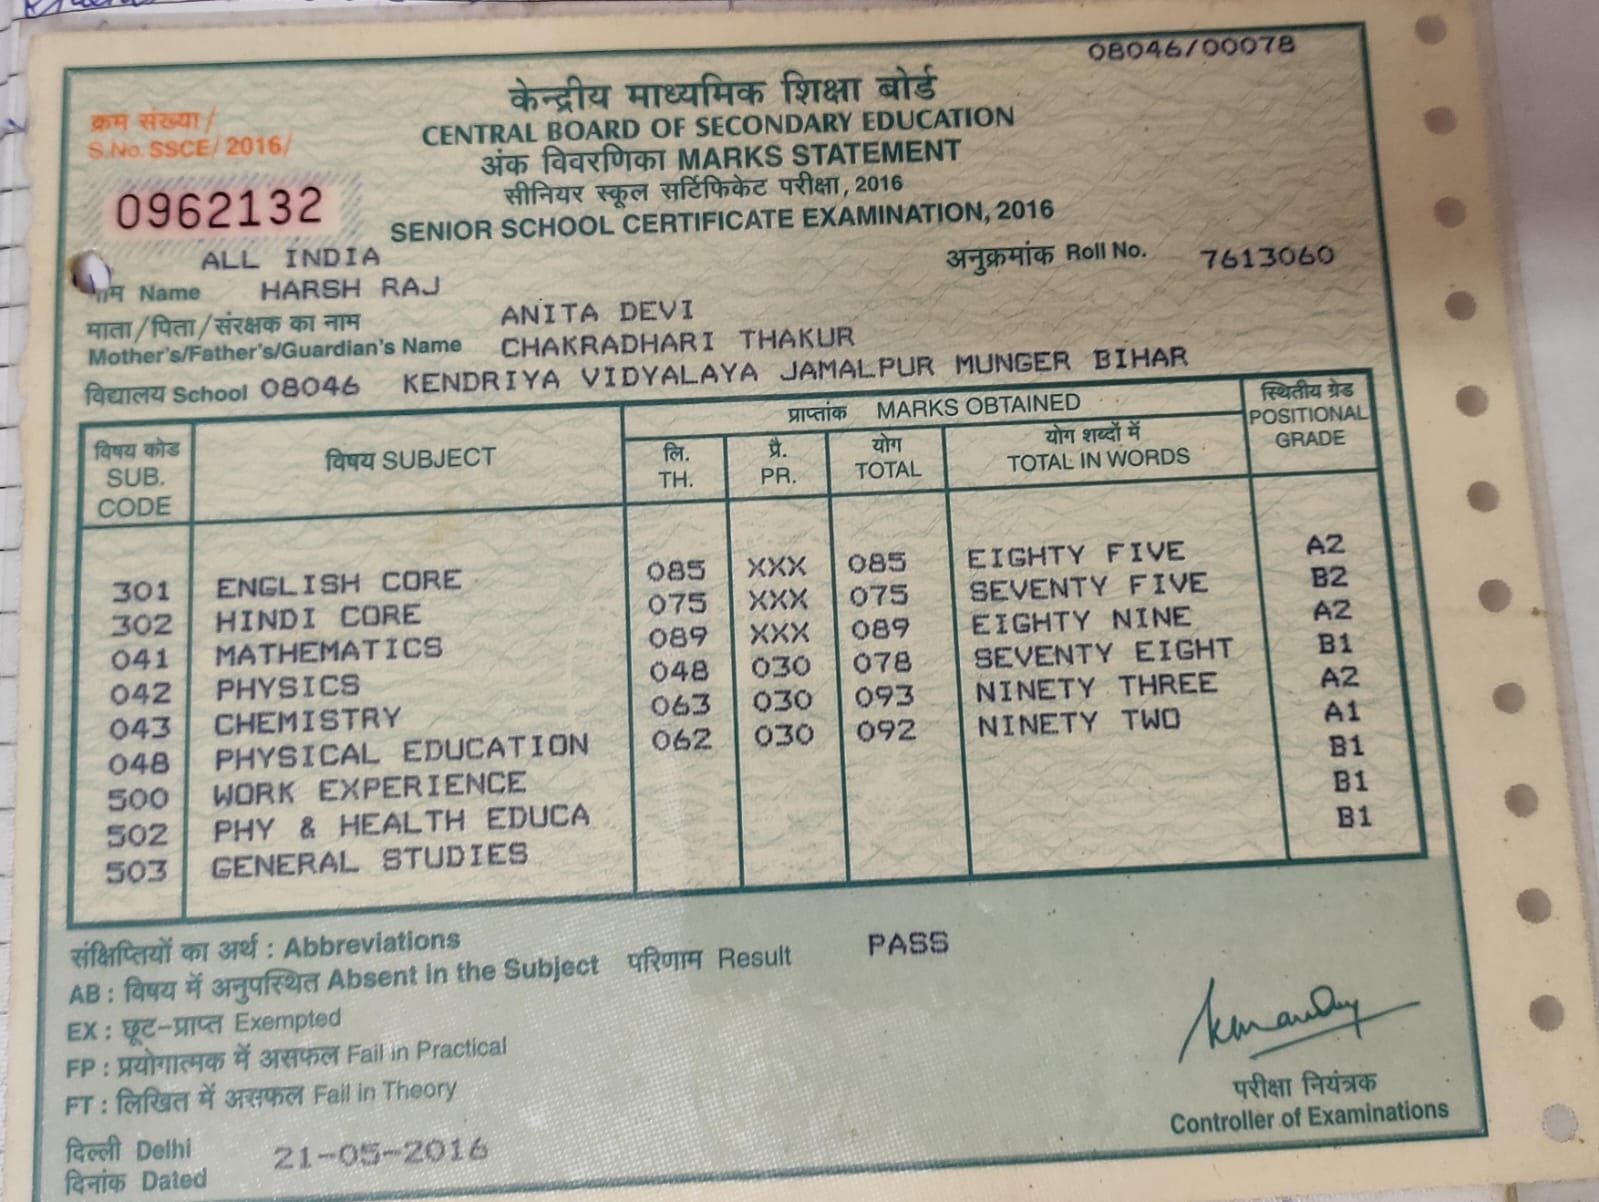 08046/00078
केन्द्रीय माध्यमिक शिक्षा बोर्ड
CENTRAL BOARD OF SECONDARY EDUCATION
अंक विवरणिका MARKS STATEMENT
सीनियर स्कूल सर्टिफिकेट परीक्षा, 2016
SENIOR SCHOOL CERTIFICATE EXAMINATION, 2016
क्रम संख्या/
S.No. SSCE/ 2016/
0962132
ALL INDIA
अनुक्रमांक Roll No. 7613060
नाम Name HARSH RAJ
माता/पिता/संरक्षक का नाम ANITA DEVI
Mother's/Father's/Guardian's Name CHAKRADHARI THAKUR
विद्यालय School 08046 KENDRIYA VIDYALAYA JAMALPUR MUNGER BIHAR
विषय कोड SUB. CODE
विषय SUBJECT
प्राप्तांक MARKS OBTAINED
लि. TH.
प्रै. PR.
योग TOTAL
योग शब्दों में TOTAL IN WORDS
स्थितीय ग्रेड POSITIONAL GRADE
301 ENGLISH CORE 085 XXX 085 EIGHTY FIVE A2
302 HINDI CORE 075 XXX 075 SEVENTY FIVE B2
041 MATHEMATICS 089 XXX 089 EIGHTY NINE A2
042 PHYSICS 048 030 078 SEVENTY EIGHT B1
043 CHEMISTRY 063 030 093 NINETY THREE A2
048 PHYSICAL EDUCATION 062 030 092 NINETY TWO A1
500 WORK EXPERIENCE B1
502 PHY & HEALTH EDUCA B1
503 GENERAL STUDIES B1
संक्षिप्तियों का अर्थ : Abbreviations
AB : विषय में अनुपस्थित Absent in the Subject परिणाम Result PASS
EX : छूट-प्राप्त Exempted
FP : प्रयोगात्मक में असफल Fail in Practical
FT : लिखित में असफल Fail in Theory
परीक्षा नियंत्रक
Controller of Examinations
दिल्ली Delhi
दिनांक Dated 21-05-2016